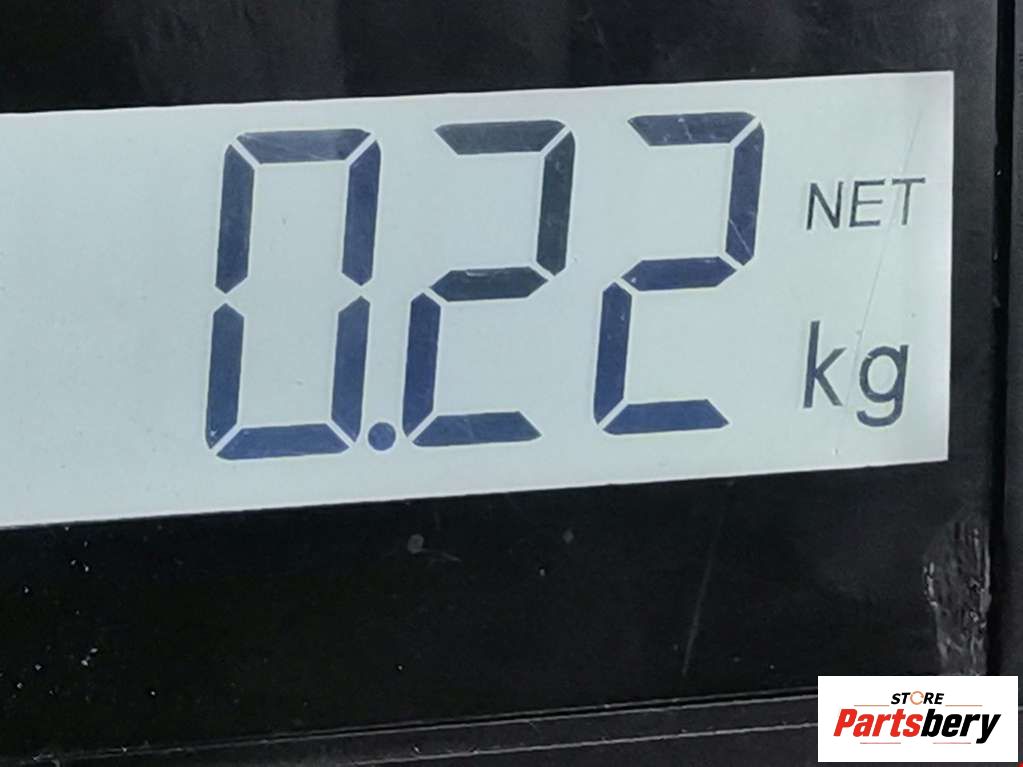 0.22 NET
kg
STORE
Partsbery